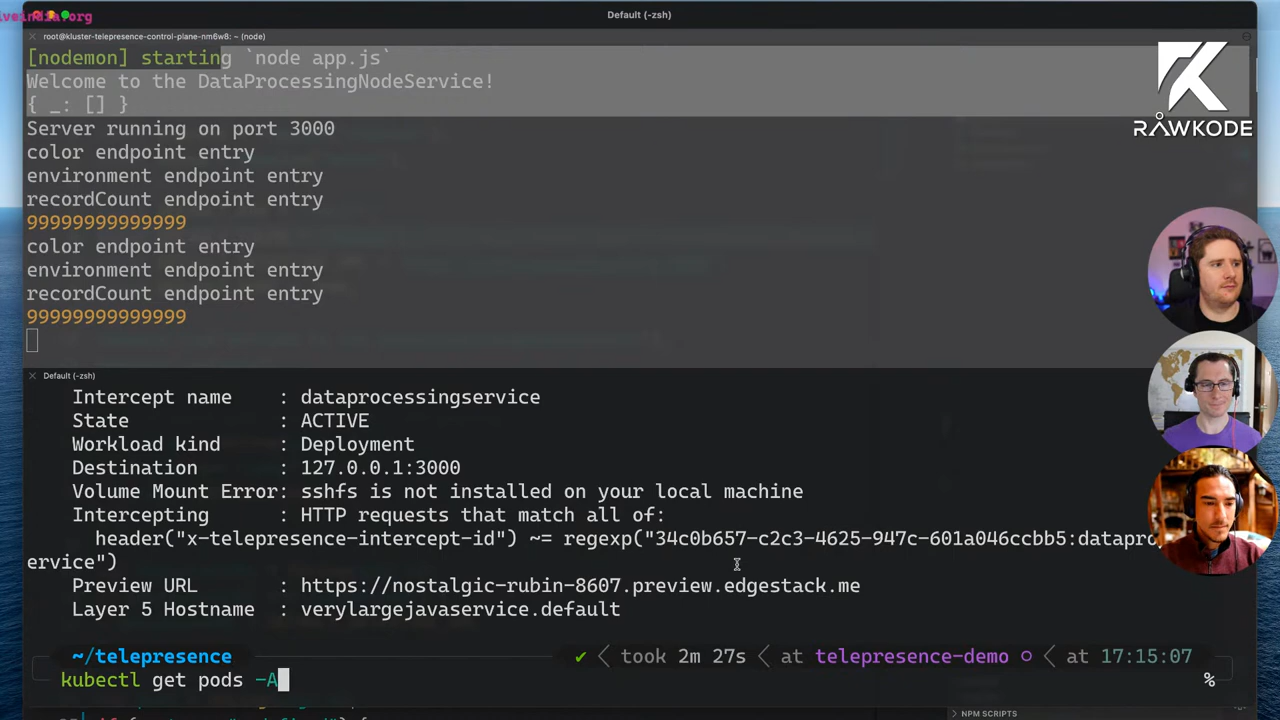 iveindia.org
Default (-zsh)
root@kluster-telepresence-control-plane-nm6w8: ~ (node)
[nodemon] starting `node app.js`
Welcome to the DataProcessingNodeService!
{ _: [] }
Server running on port 3000
color endpoint entry
environment endpoint entry
recordCount endpoint entry
99999999999999
color endpoint entry
environment endpoint entry
recordCount endpoint entry
99999999999999
RAWKODE
Default (-zsh)
Intercept name : dataprocessingservice
State : ACTIVE
Workload kind : Deployment
Destination : 127.0.0.1:3000
Volume Mount Error: sshfs is not installed on your local machine
Intercepting : HTTP requests that match all of:
header("x-telepresence-intercept-id") ~= regexp("34c0b657-c2c3-4625-947c-601a046ccbb5:datapro
ervice")
Preview URL : https://nostalgic-rubin-8607.preview.edgestack.me
Layer 5 Hostname : verylargejavaservice.default
~/telepresence ✔ took 2m 27s at telepresence-demo at 17:15:07
kubectl get pods -A %
NPM SCRIPTS